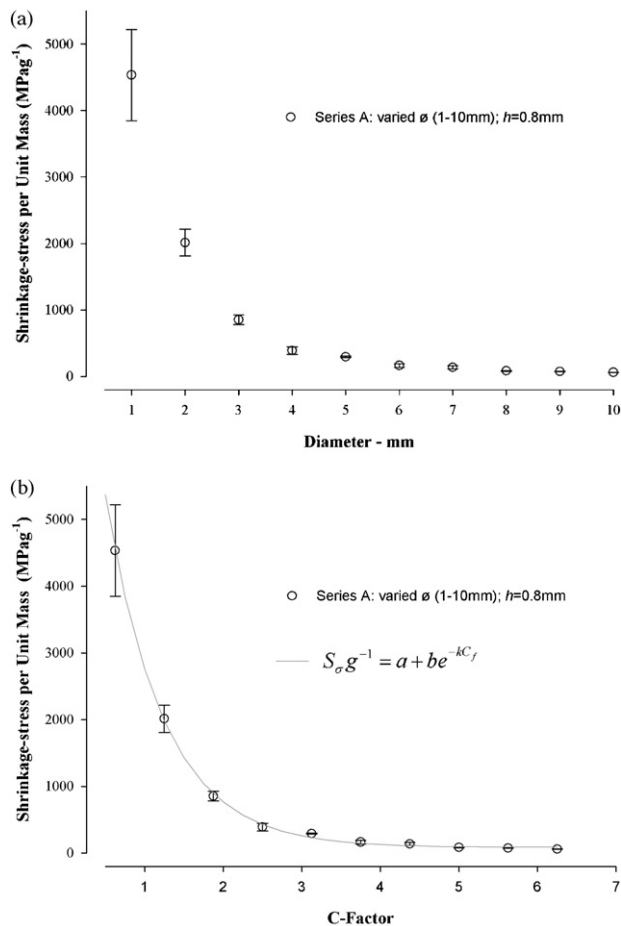 (a)
Shrinkage-stress per Unit Mass (MPag⁻¹)
5000
4000
3000
2000
1000
0
Series A: varied ø (1-10mm); h=0.8mm
1 2 3 4 5 6 7 8 9 10
Diameter - mm
(b)
Shrinkage-stress per Unit Mass (MPag⁻¹)
5000
4000
3000
2000
1000
0
Series A: varied ø (1-10mm); h=0.8mm
S_σ g⁻¹ = a + be^{-kC_f}
1 2 3 4 5 6 7
C-Factor